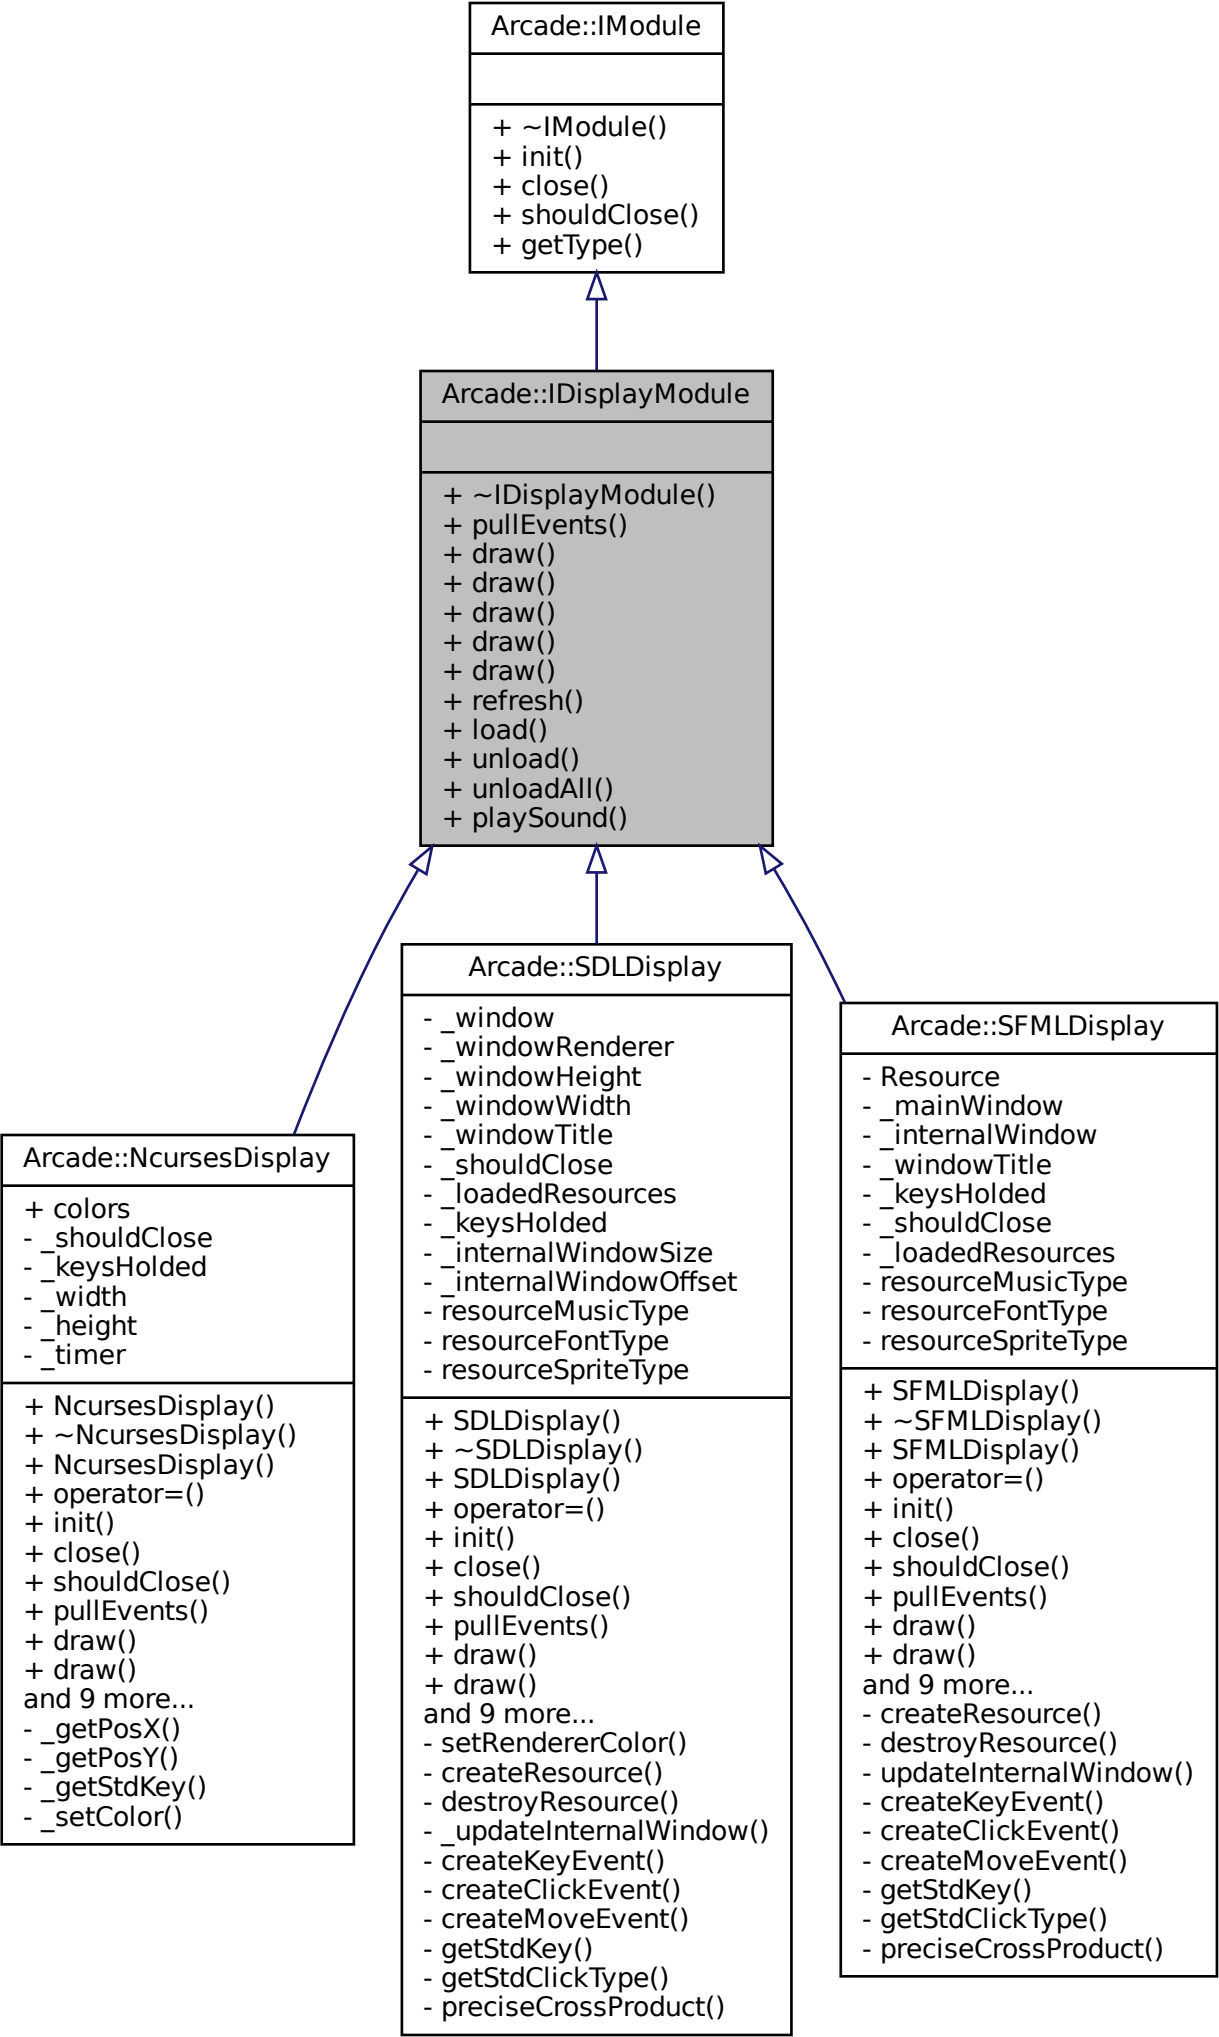 Arcade::IModule
+ ~IModule()
+ init()
+ close()
+ shouldClose()
+ getType()
Arcade::IDisplayModule
+ ~IDisplayModule()
+ pullEvents()
+ draw()
+ draw()
+ draw()
+ draw()
+ draw()
+ refresh()
+ load()
+ unload()
+ unloadAll()
+ playSound()
Arcade::NcursesDisplay
+ colors
- _shouldClose
- _keysHolded
- _width
- _height
- _timer
+ NcursesDisplay()
+ ~NcursesDisplay()
+ NcursesDisplay()
+ operator=()
+ init()
+ close()
+ shouldClose()
+ pullEvents()
+ draw()
+ draw()
and 9 more...
- _getPosX()
- _getPosY()
- _getStdKey()
- _setColor()
Arcade::SDLDisplay
- _window
- _windowRenderer
- _windowHeight
- _windowWidth
- _windowTitle
- _shouldClose
- _loadedResources
- _keysHolded
- _internalWindowSize
- _internalWindowOffset
- resourceMusicType
- resourceFontType
- resourceSpriteType
+ SDLDisplay()
+ ~SDLDisplay()
+ SDLDisplay()
+ operator=()
+ init()
+ close()
+ shouldClose()
+ pullEvents()
+ draw()
+ draw()
and 9 more...
- setRendererColor()
- createResource()
- destroyResource()
- _updateInternalWindow()
- createKeyEvent()
- createClickEvent()
- createMoveEvent()
- getStdKey()
- getStdClickType()
- preciseCrossProduct()
Arcade::SFMLDisplay
- Resource
- _mainWindow
- _internalWindow
- _windowTitle
- _keysHolded
- _shouldClose
- _loadedResources
- resourceMusicType
- resourceFontType
- resourceSpriteType
+ SFMLDisplay()
+ ~SFMLDisplay()
+ SFMLDisplay()
+ operator=()
+ init()
+ close()
+ shouldClose()
+ pullEvents()
+ draw()
+ draw()
and 9 more...
- createResource()
- destroyResource()
- updateInternalWindow()
- createKeyEvent()
- createClickEvent()
- createMoveEvent()
- getStdKey()
- getStdClickType()
- preciseCrossProduct()